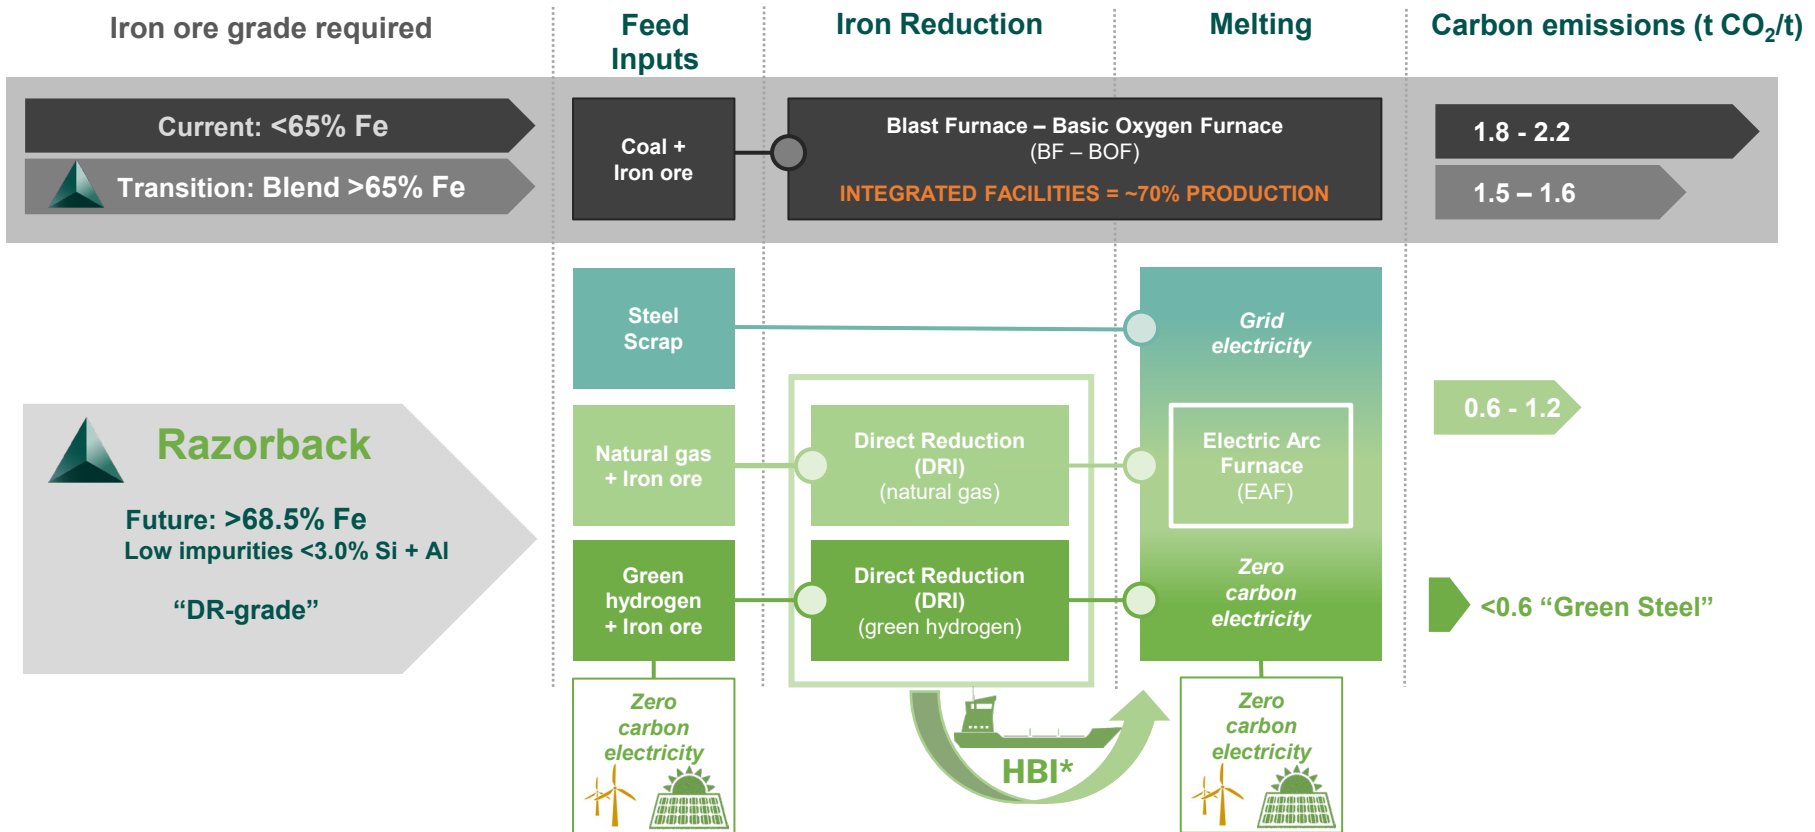 Iron ore grade required
Feed
Inputs
Iron Reduction
Melting
Carbon emissions (t CO₂/t)
Current: <65% Fe
Transition: Blend >65% Fe
Coal +
Iron ore
Blast Furnace – Basic Oxygen Furnace
(BF – BOF)
INTEGRATED FACILITIES = ~70% PRODUCTION
1.8 - 2.2
1.5 – 1.6
Steel
Scrap
Grid
electricity
Razorback
Future: >68.5% Fe
Low impurities <3.0% Si + Al
“DR-grade”
Natural gas
+ Iron ore
Direct Reduction
(DRI)
(natural gas)
Electric Arc
Furnace
(EAF)
0.6 - 1.2
Green
hydrogen
+ Iron ore
Direct Reduction
(DRI)
(green hydrogen)
Zero
carbon
electricity
<0.6 “Green Steel”
Zero
carbon
electricity
HBI*
Zero
carbon
electricity